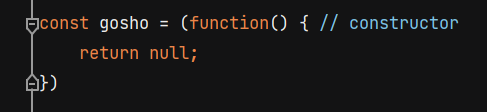 const gosho = (function() { // constructor
    return null;
})